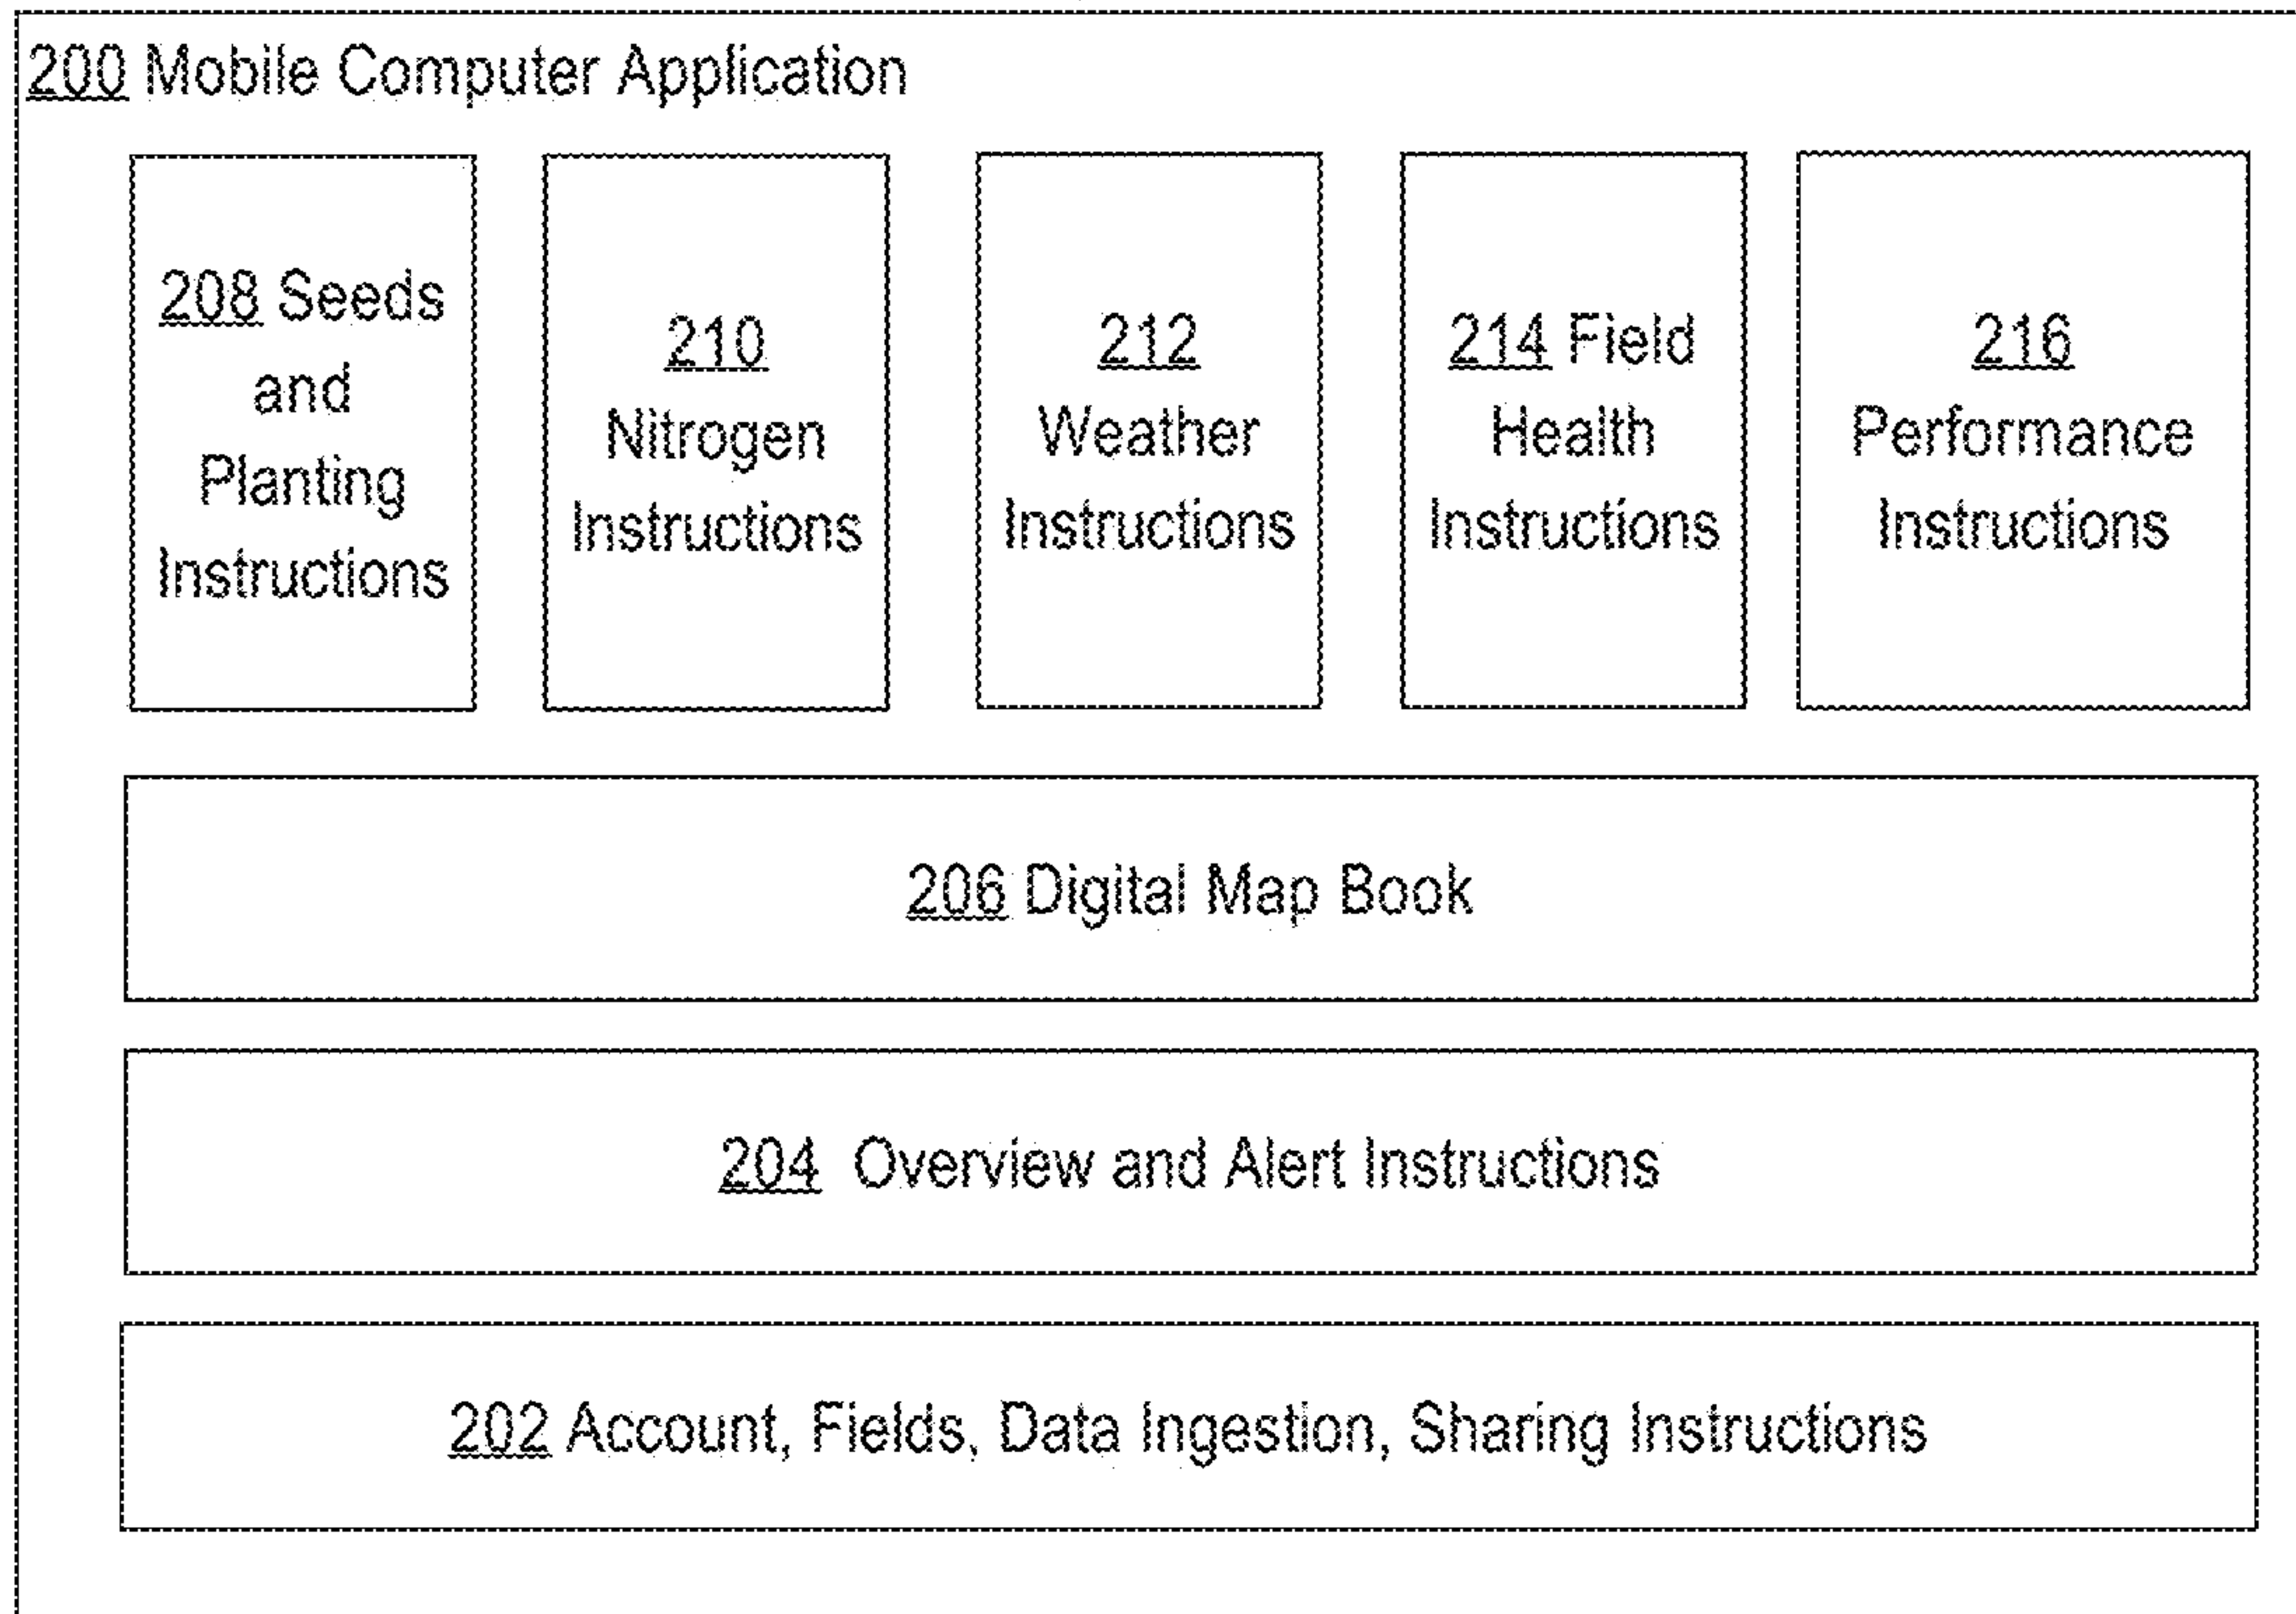 200 Mobile Computer Application
208 Seeds
and
Planting
Instructions
210
Nitrogen
Instructions
212
Weather
Instructions
214 Field
Health
Instructions
216
Performance
Instructions
206 Digital Map Book
204 Overview and Alert Instructions
202 Account, Fields, Data Ingestion, Sharing Instructions